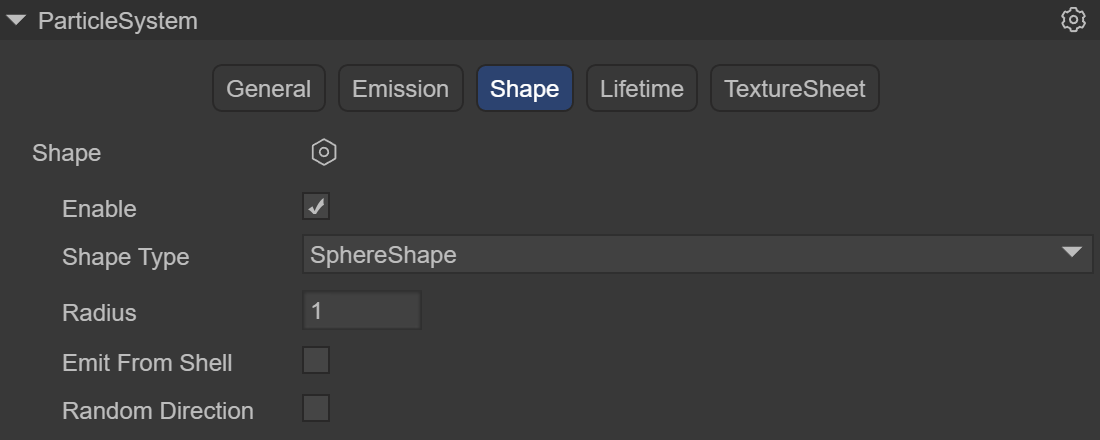 ParticleSystem
General Emission Shape Lifetime TextureSheet
Shape
Enable
Shape Type SphereShape
Radius 1
Emit From Shell
Random Direction